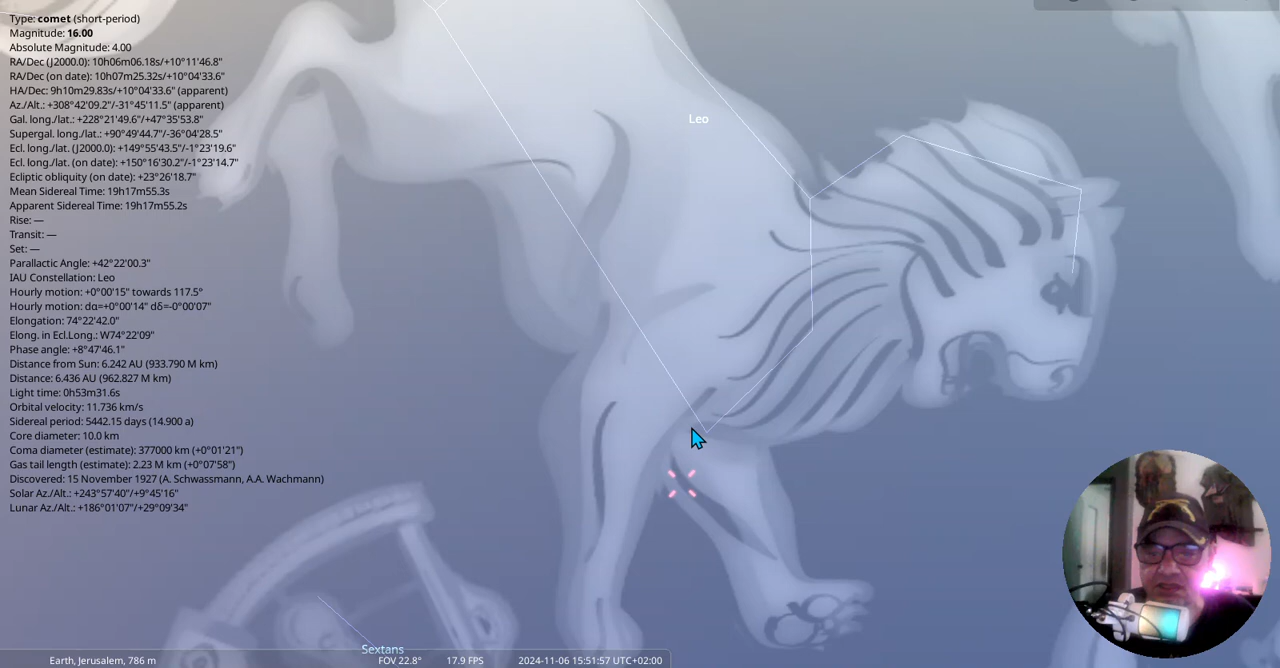 Type: comet (short-period)
Magnitude: 16.00
Absolute Magnitude: 4.00
RA/Dec (J2000.0): 10h06m06.18s/+10°11'46.8"
RA/Dec (on date): 10h07m25.32s/+10°04'33.6"
HA/Dec: 9h10m29.83s/+10°04'33.6" (apparent)
Az./Alt.: +308°42'09.2"/-31°45'11.5" (apparent)
Gal. long./lat.: +228°21'49.6"/+47°35'53.8"
Supergal. long./lat.: +90°49'44.7"/-36°04'28.5"
Ecl. long./lat. (J2000.0): +149°55'43.5"/-1°23'19.6"
Ecl. long./lat. (on date): +150°16'30.2"/-1°23'14.7"
Ecliptic obliquity (on date): +23°26'18.7"
Mean Sidereal Time: 19h17m55.3s
Apparent Sidereal Time: 19h17m55.2s
Rise: —
Transit: —
Set: —
Parallactic Angle: +42°22'00.3"
IAU Constellation: Leo
Hourly motion: +0°00'15" towards 117.5°
Hourly motion: dα=+0°00'14" dδ=-0°00'07"
Elongation: 74°22'42.0"
Elong. in Ecl.Long.: W74°22'09"
Phase angle: +8°47'46.1"
Distance from Sun: 6.242 AU (933.790 M km)
Distance: 6.436 AU (962.827 M km)
Light time: 0h53m31.6s
Orbital velocity: 11.736 km/s
Sidereal period: 5442.15 days (14.900 a)
Core diameter: 10.0 km
Coma diameter (estimate): 377000 km (+0°01'21")
Gas tail length (estimate): 2.23 M km (+0°07'58")
Discovered: 15 November 1927 (A. Schwassmann, A.A. Wachmann)
Solar Az./Alt.: +243°57'40"/+9°45'16"
Lunar Az./Alt.: +186°01'07"/+29°09'34"
Leo
Sextans
Earth, Jerusalem, 786 m FOV 22.8° 17.9 FPS 2024-11-06 15:51:57 UTC+02:00